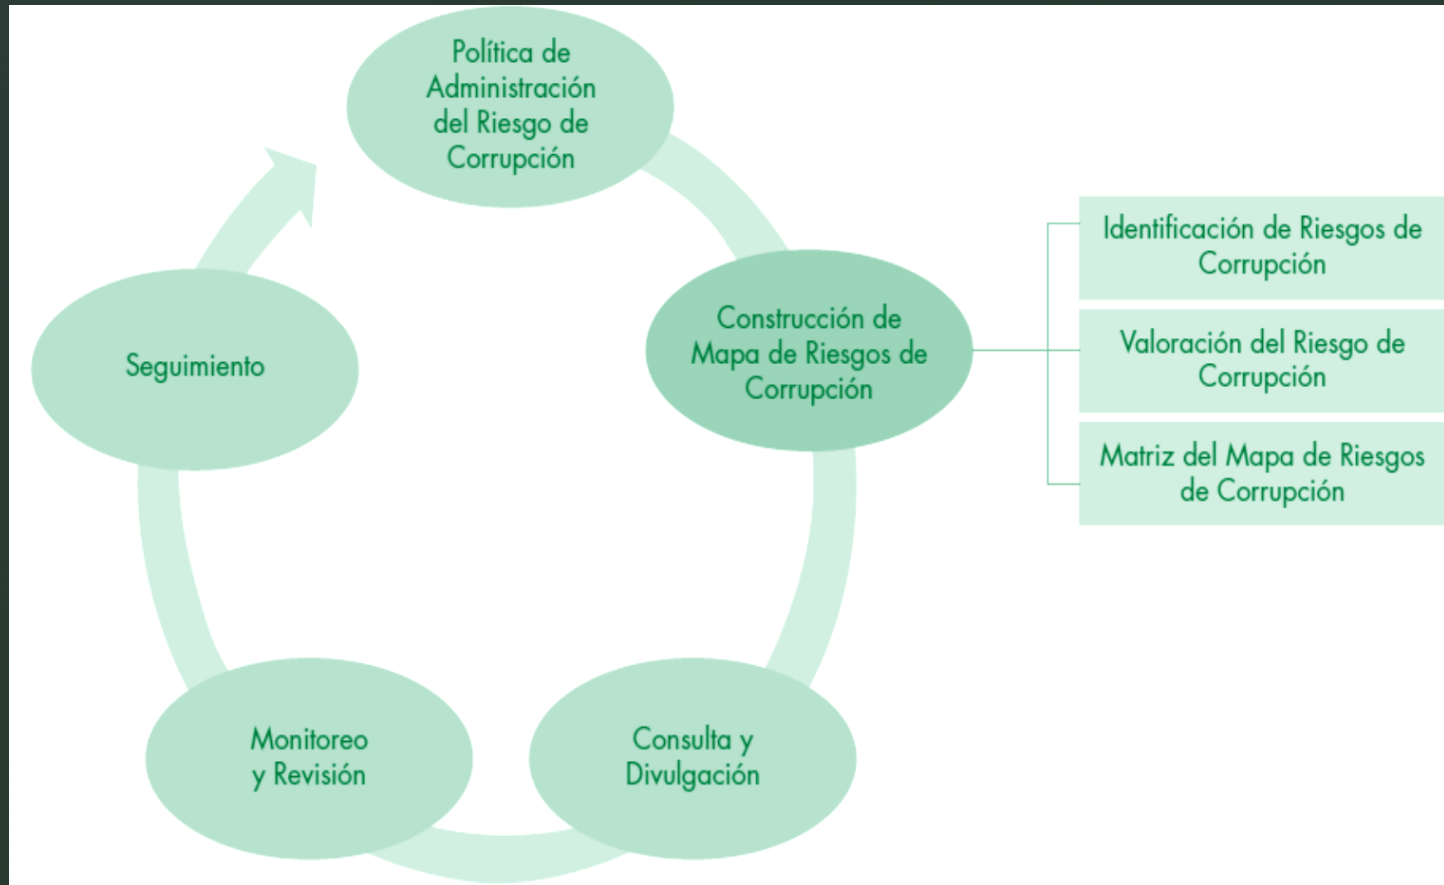 Política de
Administración
del Riesgo de
Corrupción
Construcción de
Mapa de Riesgos de
Corrupción
Identificación de Riesgos de
Corrupción
Valoración del Riesgo de
Corrupción
Matriz del Mapa de Riesgos
de Corrupción
Consulta y
Divulgación
Monitoreo
y Revisión
Seguimiento